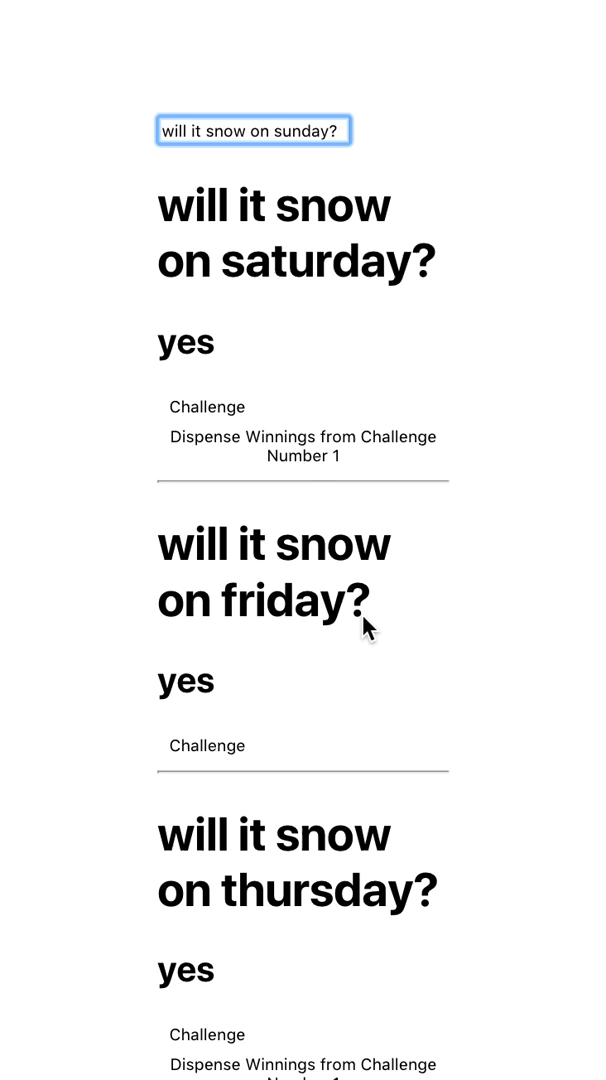 will it snow on sunday?
will it snow
on saturday?
yes
Challenge
Dispense Winnings from Challenge
Number 1
will it snow
on friday?
yes
Challenge
will it snow
on thursday?
yes
Challenge
Dispense Winnings from Challenge